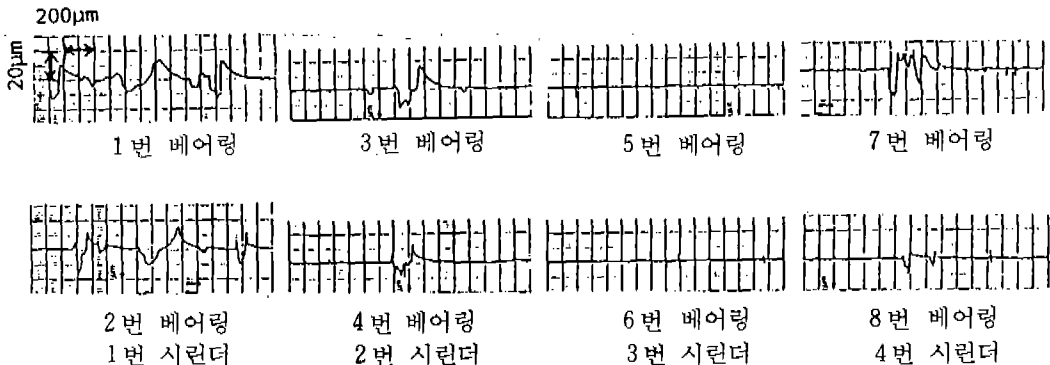 200μm
20μm
1번 베어링
3번 베어링
5번 베어링
7번 베어링
2번 베어링
1번 시린더
4번 베어링
2번 시린더
6번 베어링
3번 시린더
8번 베어링
4번 시린더